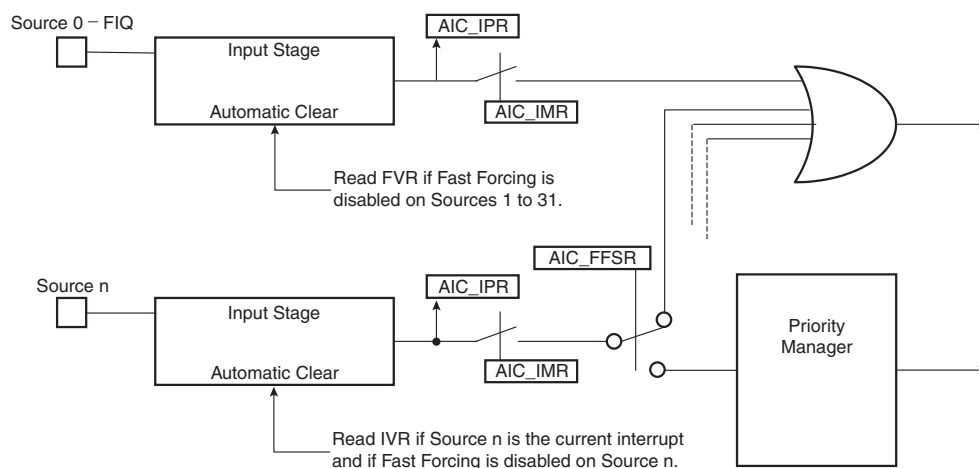 Source 0 – FIQ
AIC_IPR
Input Stage
Automatic Clear
AIC_IMR
Read FVR if Fast Forcing is
disabled on Sources 1 to 31.
AIC_FFSR
Source n
AIC_IPR
Input Stage
Priority
Manager
Automatic Clear
AIC_IMR
Read IVR if Source n is the current interrupt
and if Fast Forcing is disabled on Source n.